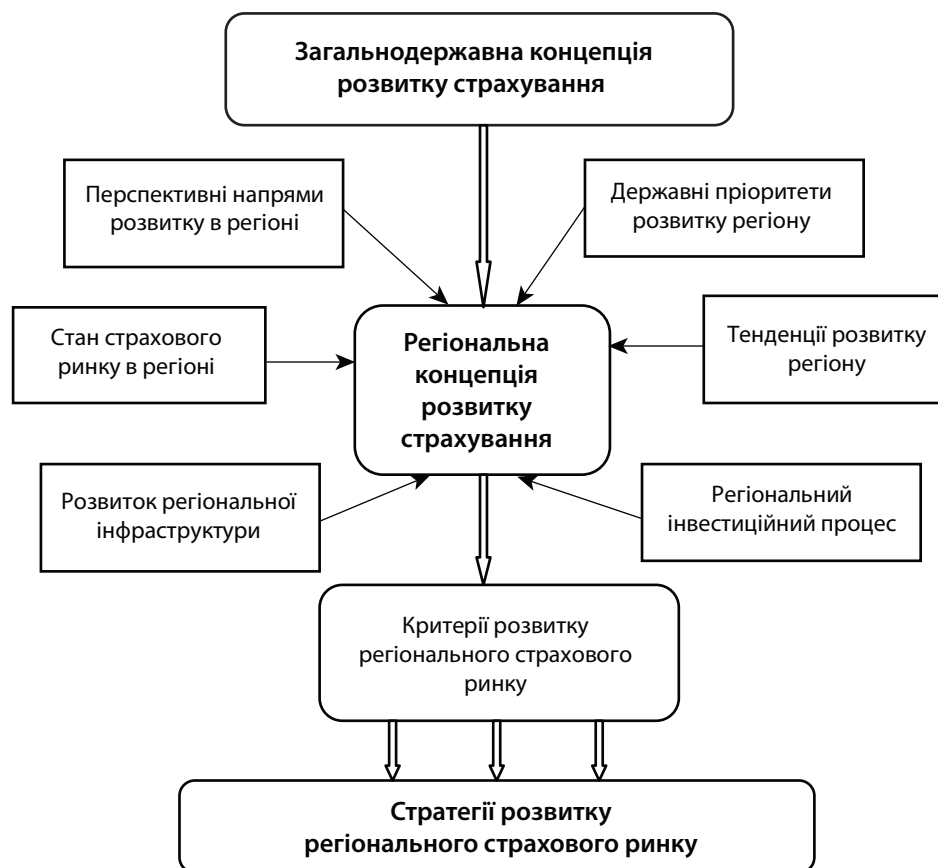 Загальнодержавна концепція
розвитку страхування
Перспективні напрями
розвитку в регіоні
Державні пріоритети
розвитку регіону
Стан страхового
ринку в регіоні
Регіональна
концепція
розвитку
страхування
Тенденції розвитку
регіону
Розвиток регіональної
інфраструктури
Регіональний
інвестиційний процес
Критерії розвитку
регіонального страхового
ринку
Стратегії розвитку
регіонального страхового ринку